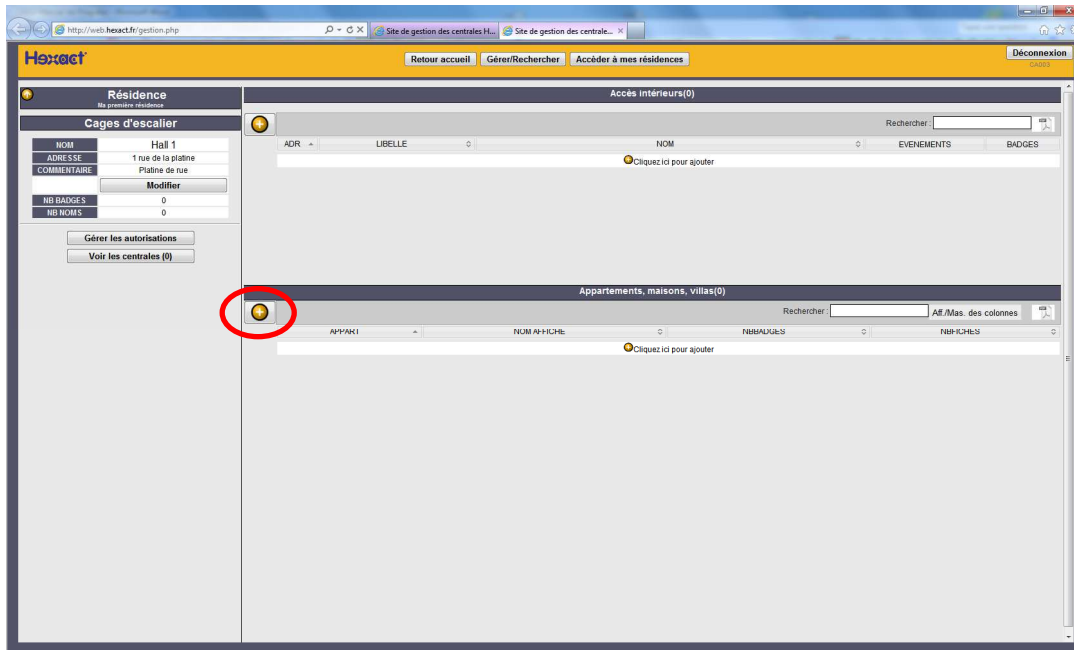 http://web.hexact.fr/gestion.php
Site de gestion des centrales H...
Site de gestion des centrale...
Hexact
Retour accueil
Gérer/Rechercher
Accèder à mes résidences
Déconnexion
CA003
Résidence
Ma première résidence
Cages d'escalier
NOM Hall 1
ADRESSE 1 rue de la platine
COMMENTAIRE Platine de rue
Modifier
NB BADGES 0
NB NOMS 0
Gérer les autorisations
Voir les centrales (0)
Accès intérieurs(0)
Rechercher :
ADR LIBELLE NOM EVENEMENTS BADGES
Cliquez ici pour ajouter
Appartements, maisons, villas(0)
Rechercher : Aff./Mas. des colonnes
APPART NOM AFFICHE NBBADGES NBFICHES
Cliquez ici pour ajouter